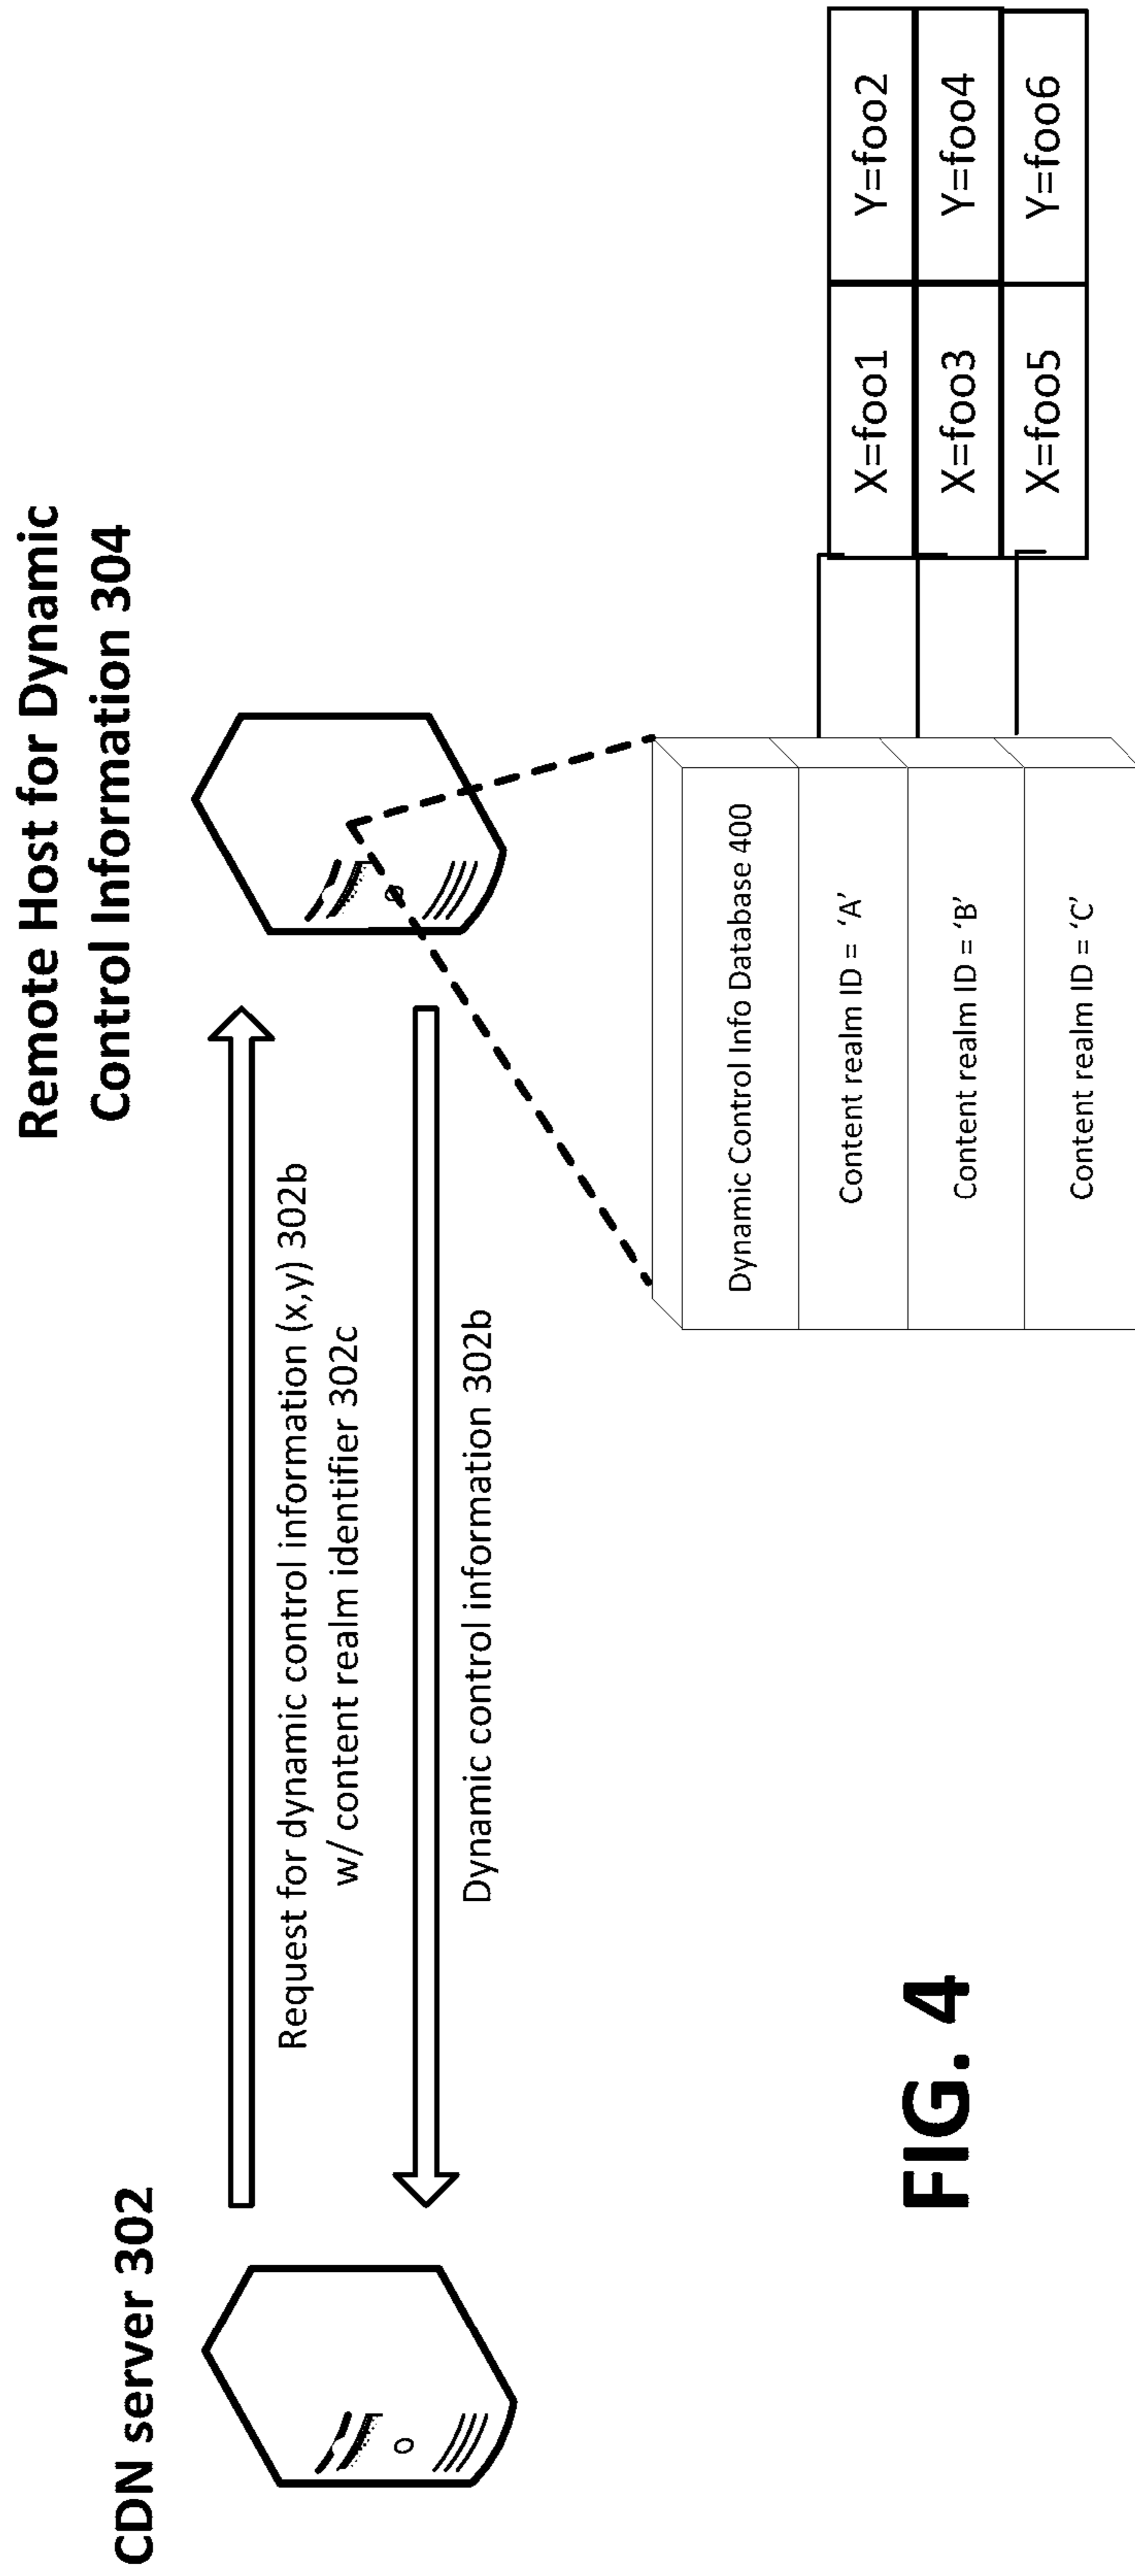 Remote Host for Dynamic
Control Information 304
CDN server 302
Request for dynamic control information (x,y) 302b
w/ content realm identifier 302c
Dynamic control information 302b
Dynamic Control Info Database 400
Content realm ID = 'A'
X=foo1 Y=foo2
Content realm ID = ‘B’
X=foo3 Y=foo4
Content realm ID = ‘C’
X=foo5 Y=foo6
FIG. 4